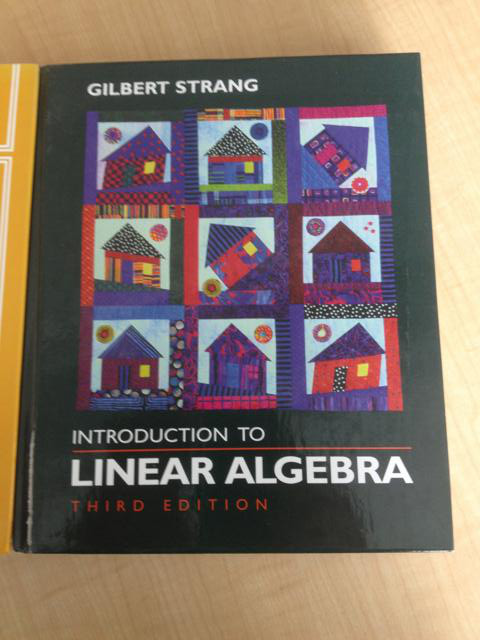 GILBERT STRANG
INTRODUCTION TO
LINEAR ALGEBRA
THIRD EDITION